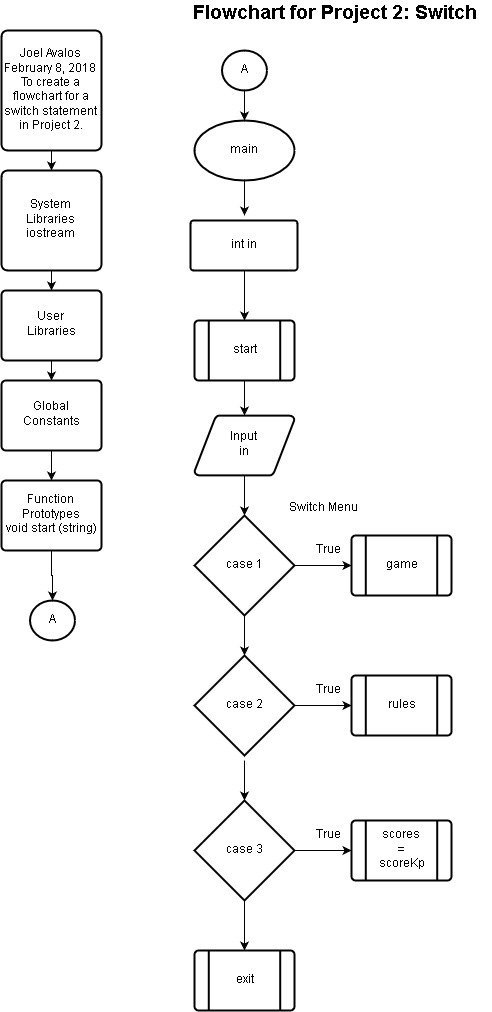 Flowchart for Project 2: Switch
Joel Avalos
February 8, 2018
To create a
flowchart for a
switch statement
in Project 2.
System
Libraries
iostream
User
Libraries
Global
Constants
Function
Prototypes
void start (string)
A
A
main
int in
start
Input
in
Switch Menu
case 1
True
game
case 2
True
rules
case 3
True
scores
=
scoreKp
exit